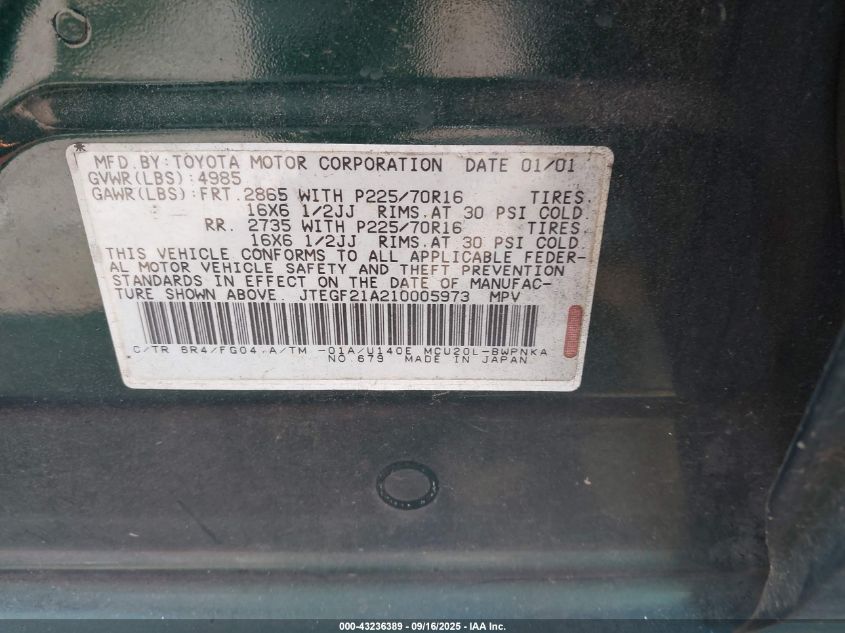 MFD.BY:TOYOTA MOTOR CORPORATION DATE 01/01
GVWR(LBS):4985
GAWR(LBS):FRT.2865 WITH P225/70R16 TIRES,
16X6 1/2JJ RIMS.AT 30 PSI COLD
RR. 2735 WITH P225/70R16 TIRES,
16X6 1/2JJ RIMS.AT 30 PSI COLD
THIS VEHICLE CONFORMS TO ALL APPLICABLE FEDER-
AL MOTOR VEHICLE SAFETY AND THEFT PREVENTION
STANDARDS IN EFFECT ON THE DATE OF MANUFAC-
TURE SHOWN ABOVE. JTEGF21A210005973 MPV
C/TR 6R4/FG04.A/TM -01A/U140E MCU20L-BWPNKA
NO.679 MADE IN JAPAN
000-43236389 - 09/16/2025 - IAA Inc.